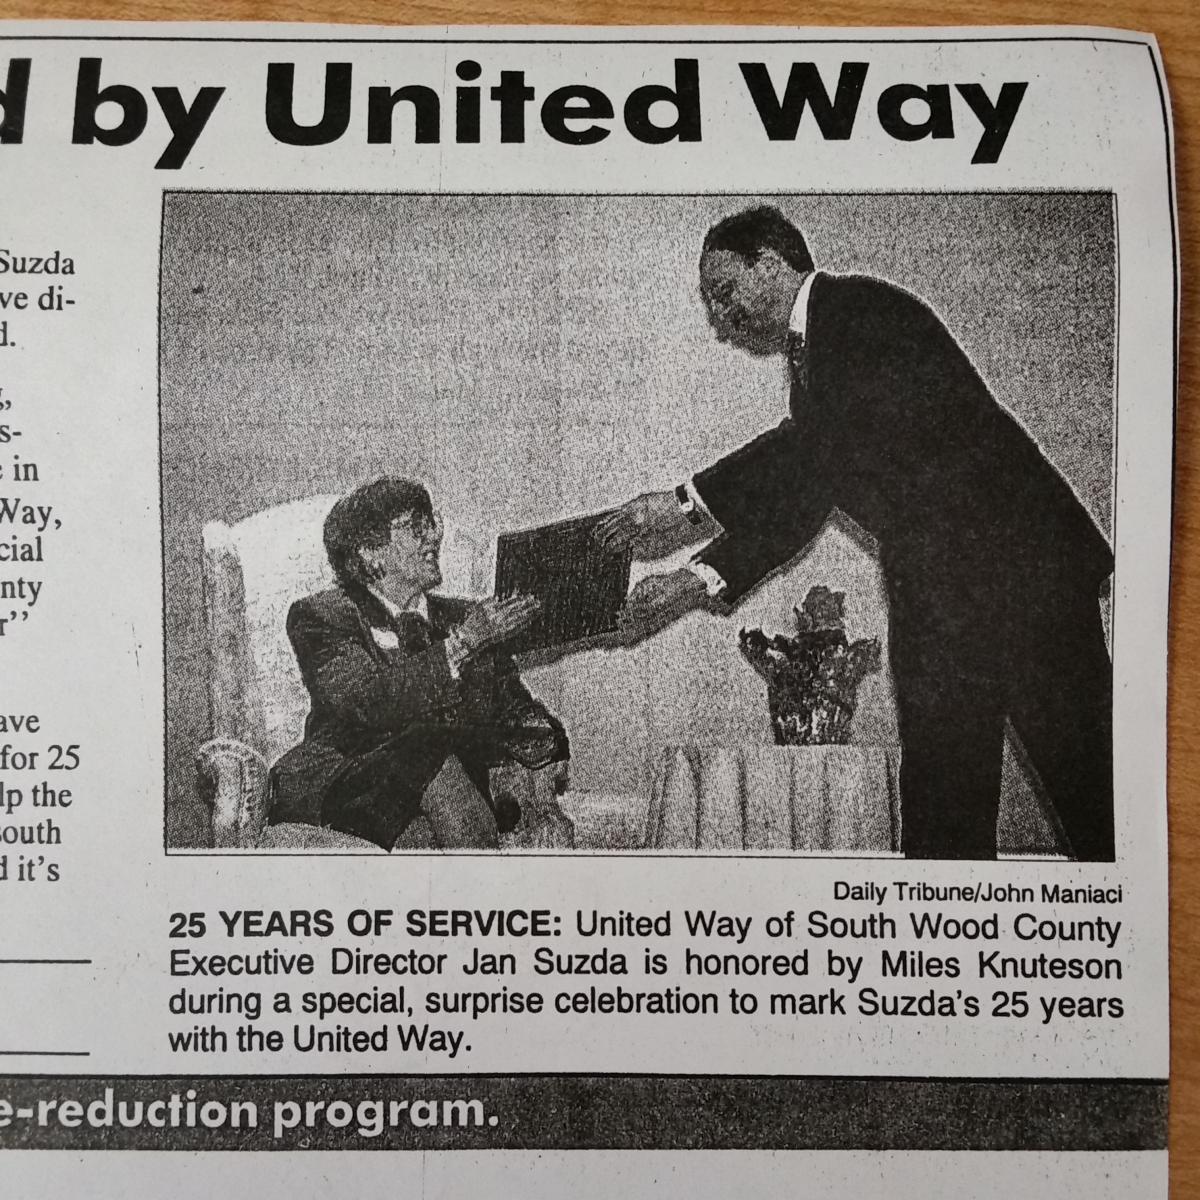 by United Way
Suzda
ve di-
d.
g,
s-
e in
Way,
cial
nty
r''
ave
for 25
lp the
south
d it's
Daily Tribune/John Maniaci
25 YEARS OF SERVICE: United Way of South Wood County
Executive Director Jan Suzda is honored by Miles Knuteson
during a special, surprise celebration to mark Suzda's 25 years
with the United Way.
e-reduction program.